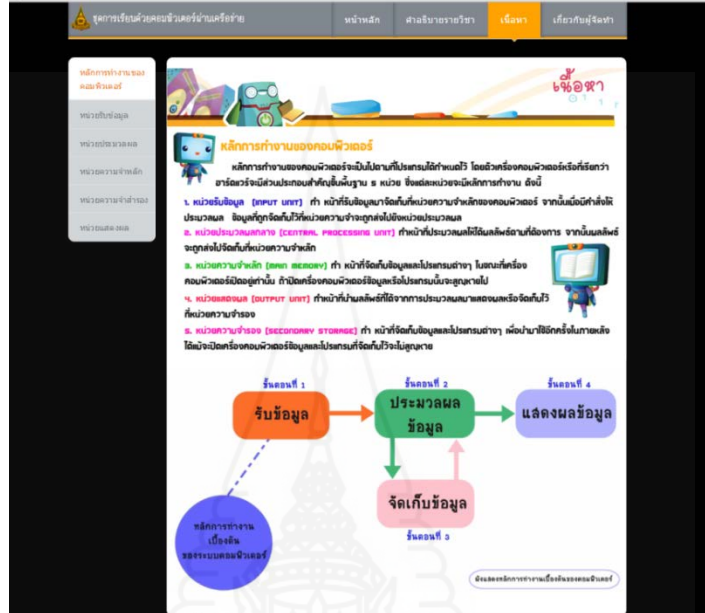 ชุดการเรียนด้วยคอมพิวเตอร์ผ่านเครือข่าย
หน้าหลัก
คำอธิบายรายวิชา
เนื้อหา
เกี่ยวกับผู้จัดทำ
หลักการทำงานของ
คอมพิวเตอร์
หน่วยรับข้อมูล
หน่วยประมวลผล
หน่วยความจำหลัก
หน่วยความจำสำรอง
หน่วยแสดงผล
เนื้อหา
หลักการทำงานของคอมพิวเตอร์
หลักการทำงานของคอมพิวเตอร์จะเป็นไปตามที่โปรแกรมได้กำหนดไว้ โดยตัวเครื่องคอมพิวเตอร์หรือที่เรียกว่า
ฮาร์ดแวร์จะมีส่วนประกอบสำคัญขั้นพื้นฐาน ๕ หน่วย ซึ่งแต่ละหน่วยจะมีหลักการทำงาน ดังนี้
๑. หน่วยรับข้อมูล (INPUT UNIT) ทำ หน้าที่รับข้อมูลมาจัดเก็บที่หน่วยความจำหลักของคอมพิวเตอร์ จากนั้นเมื่อมีคำสั่งให้
ประมวลผล ข้อมูลที่ถูกจัดเก็บไว้ที่หน่วยความจำจะถูกส่งไปยังหน่วยประมวลผล
๒. หน่วยประมวลผลกลาง (CENTRAL PROCESSING UNIT) ทำหน้าที่ประมวลผลให้ได้ผลลัพธ์ตามที่ต้องการ จากนั้นผลลัพธ์
จะถูกส่งไปจัดเก็บที่หน่วยความจำหลัก
๓. หน่วยความจำหลัก (MAIN MEMORY) ทำ หน้าที่จัดเก็บข้อมูลและโปรแกรมต่างๆ ในขณะที่เครื่อง
คอมพิวเตอร์เปิดอยู่เท่านั้น ถ้าปิดเครื่องคอมพิวเตอร์ข้อมูลหรือโปรแกรมนั้นจะสูญหายไป
๔. หน่วยแสดงผล (OUTPUT UNIT) ทำหน้าที่นำผลลัพธ์ที่ได้จากการประมวลผลมาแสดงผลหรือจัดเก็บไว้
ที่หน่วยความจำรอง
๕. หน่วยความจำรอง (SECONDARY STORAGE) ทำ หน้าที่จัดเก็บข้อมูลและโปรแกรมต่างๆ เพื่อนำมาใช้อีกครั้งในภายหลัง
ได้แม้จะปิดเครื่องคอมพิวเตอร์ข้อมูลและโปรแกรมที่จัดเก็บไว้จะไม่สูญหาย
ขั้นตอนที่ 1
รับข้อมูล
ขั้นตอนที่ 2
ประมวลผล
ข้อมูล
ขั้นตอนที่ 4
แสดงผลข้อมูล
จัดเก็บข้อมูล
ขั้นตอนที่ 3
หลักการทำงาน
เบื้องต้น
ของระบบคอมพิวเตอร์
ผังแสดงหลักการทำงานเบื้องต้นของคอมพิวเตอร์